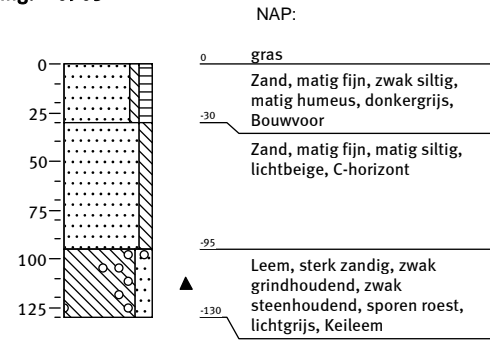 NAP:
0
gras
Zand, matig fijn, zwak siltig,
matig humeus, donkergrijs,
Bouwvoor
-30
Zand, matig fijn, matig siltig,
lichtbeige, C-horizont
-95
Leem, sterk zandig, zwak
grindhoudend, zwak
steenhoudend, sporen roest,
lichtgrijs, Keileem
-130
0
25
50
75
100
125